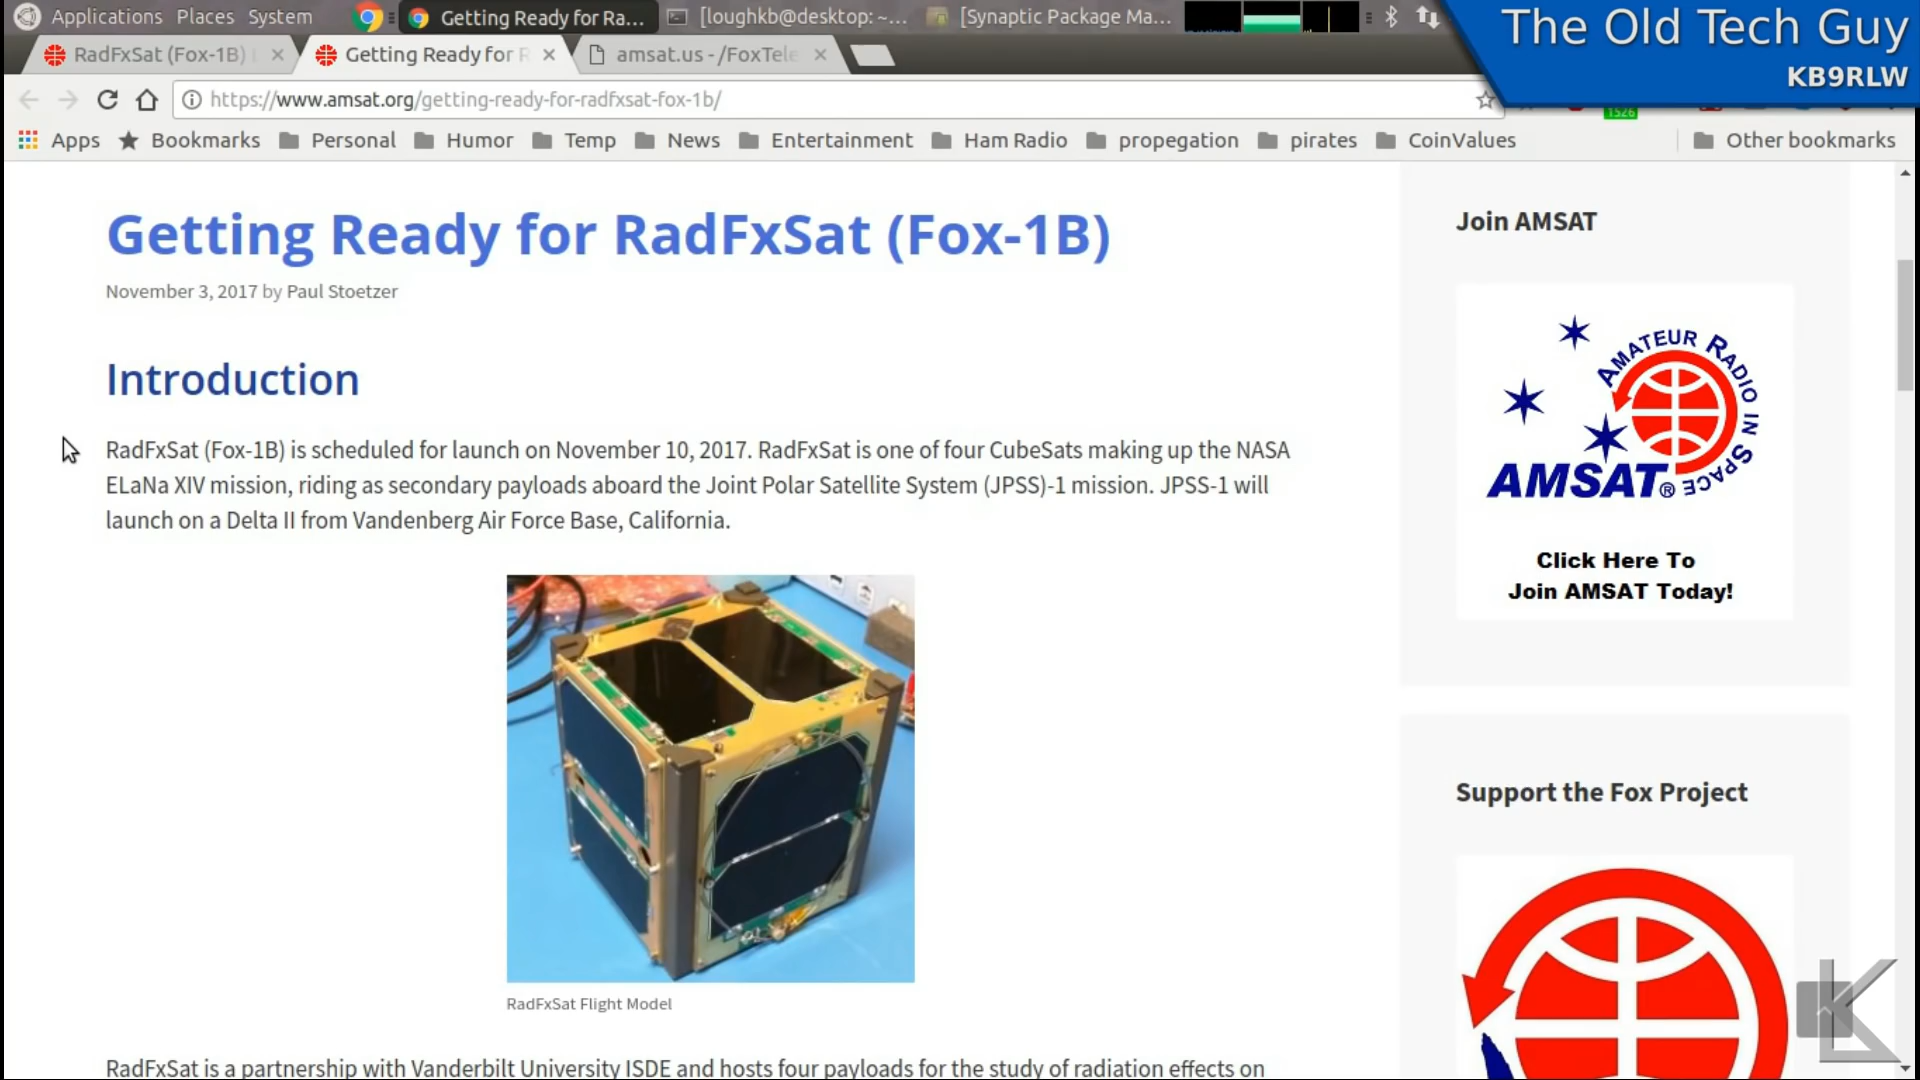 Applications Places System
Getting Ready for Ra...
[loughkb@desktop: ~...
[Synaptic Package Ma...
The Old Tech Guy
KB9RLW
RadFxSat (Fox-1B)
Getting Ready for
amsat.us - /FoxTele
https://www.amsat.org/getting-ready-for-radfxsat-fox-1b/
1526
Apps Bookmarks Personal Humor Temp News Entertainment Ham Radio propegation pirates CoinValues Other bookmarks
Getting Ready for RadFxSat (Fox-1B)
November 3, 2017 by Paul Stoetzer
Introduction
RadFxSat (Fox-1B) is scheduled for launch on November 10, 2017. RadFxSat is one of four CubeSats making up the NASA
ELaNa XIV mission, riding as secondary payloads aboard the Joint Polar Satellite System (JPSS)-1 mission. JPSS-1 will
launch on a Delta II from Vandenberg Air Force Base, California.
RadFxSat Flight Model
RadFxSat is a partnership with Vanderbilt University ISDE and hosts four payloads for the study of radiation effects on
Join AMSAT
AMATEUR RADIO IN SPACE
AMSAT®
Click Here To
Join AMSAT Today!
Support the Fox Project